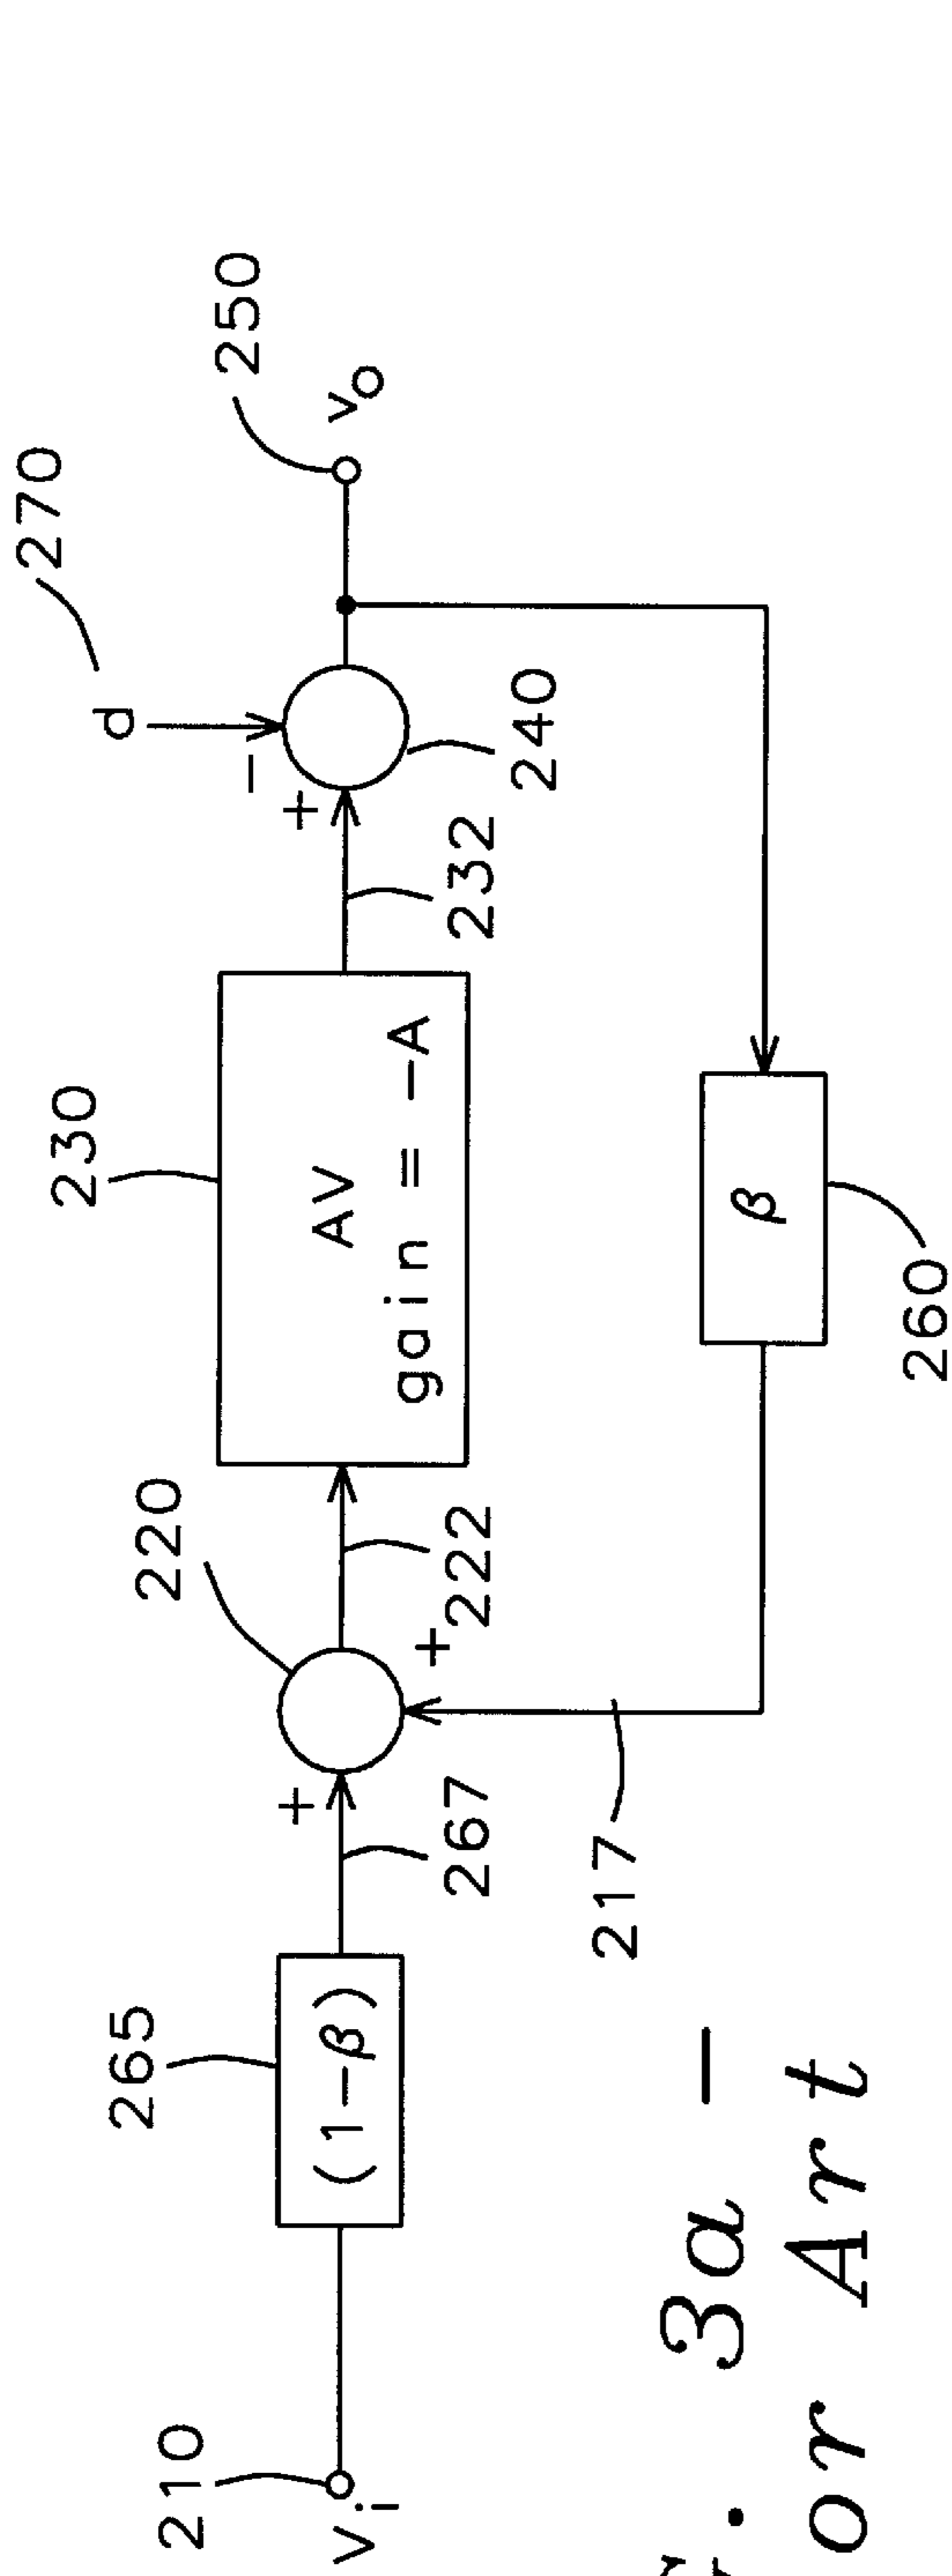 270
d
250
230
220
265
210
−
+
vo
AV
gain = -A
+
(1-β)
vi
240
232
222
267
+
217
β
260
3a -
or Art